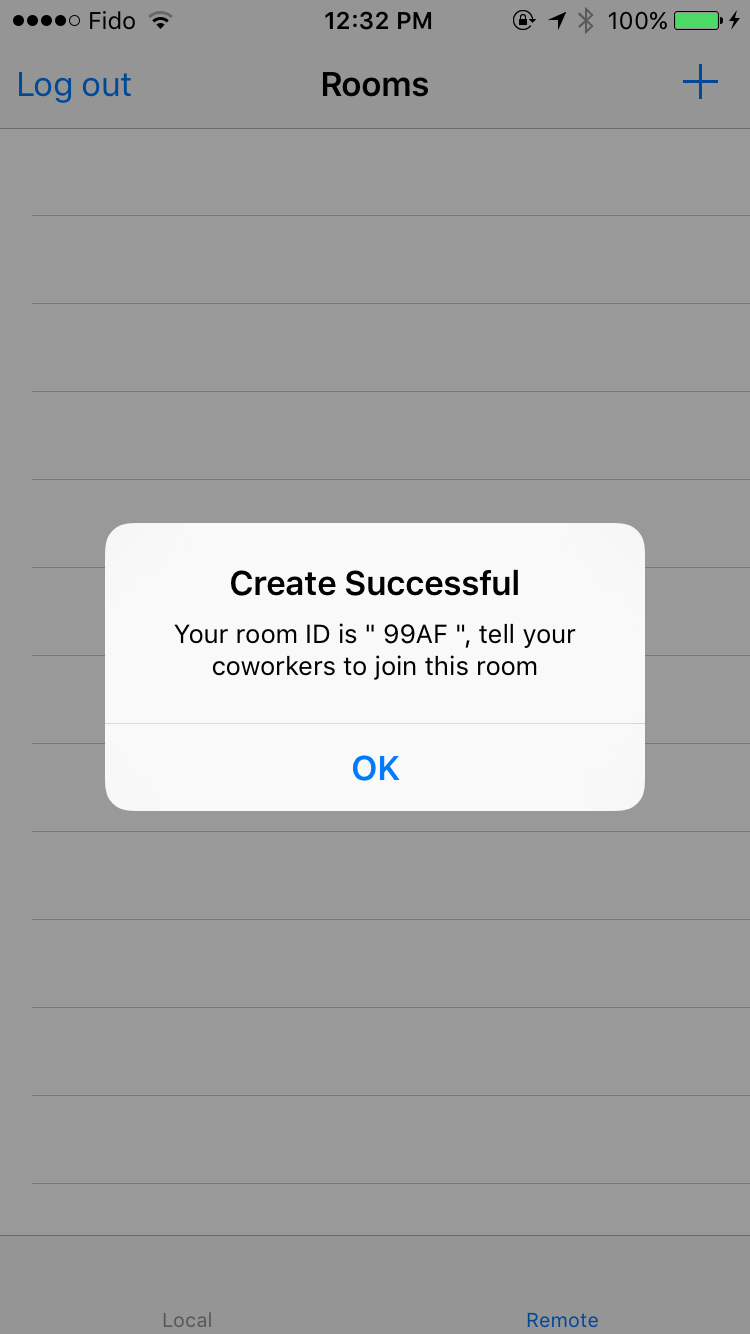 Fido 12:32 PM 100%
Log out Rooms
Create Successful
Your room ID is " 99AF ", tell your
coworkers to join this room
OK
Local Remote